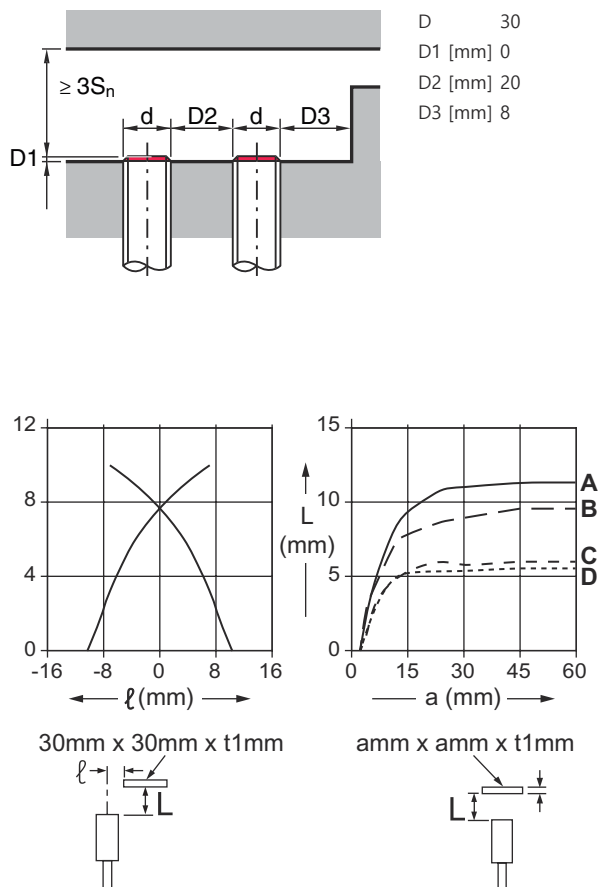 D 30
D1 [mm] 0
D2 [mm] 20
D3 [mm] 8
≥ 3Sn
d D2 d D3
D1
12
8
4
0
-16 -8 0 8 16
ℓ (mm)
15
10
5
0
L
(mm)
A
B
C
D
0 15 30 45 60
a (mm)
30mm x 30mm x t1mm
ℓ
L
amm x amm x t1mm
L